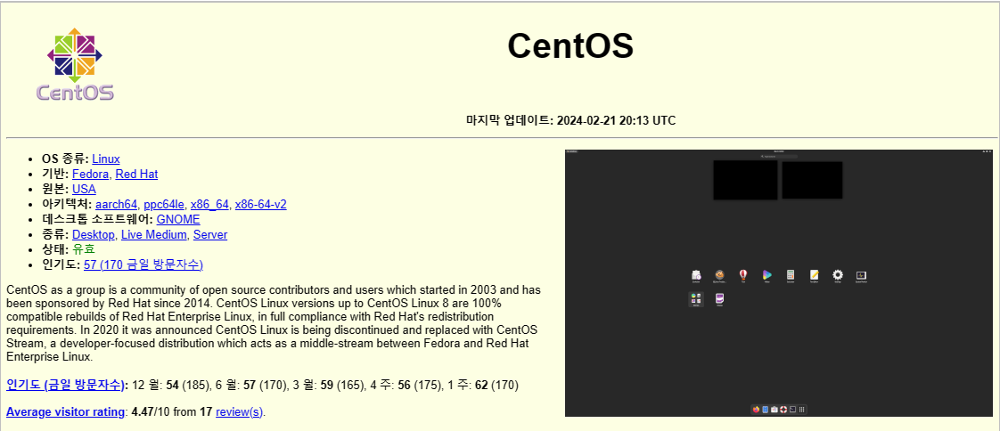 CentOS
CentOS
마지막 업데이트: 2024-02-21 20:13 UTC
OS 종류: Linux
기반: Fedora, Red Hat
원본: USA
아키텍처: aarch64, ppc64le, x86_64, x86-64-v2
데스크톱 소프트웨어: GNOME
종류: Desktop, Live Medium, Server
상태: 유효
인기도: 57 (170 금일 방문자수)
CentOS as a group is a community of open source contributors and users which started in 2003 and has
been sponsored by Red Hat since 2014. CentOS Linux versions up to CentOS Linux 8 are 100%
compatible rebuilds of Red Hat Enterprise Linux, in full compliance with Red Hat's redistribution
requirements. In 2020 it was announced CentOS Linux is being discontinued and replaced with CentOS
Stream, a developer-focused distribution which acts as a middle-stream between Fedora and Red Hat
Enterprise Linux.
인기도 (금일 방문자수): 12 월: 54 (185), 6 월: 57 (170), 3 월: 59 (165), 4 주: 56 (175), 1 주: 62 (170)
Average visitor rating: 4.47/10 from 17 review(s).